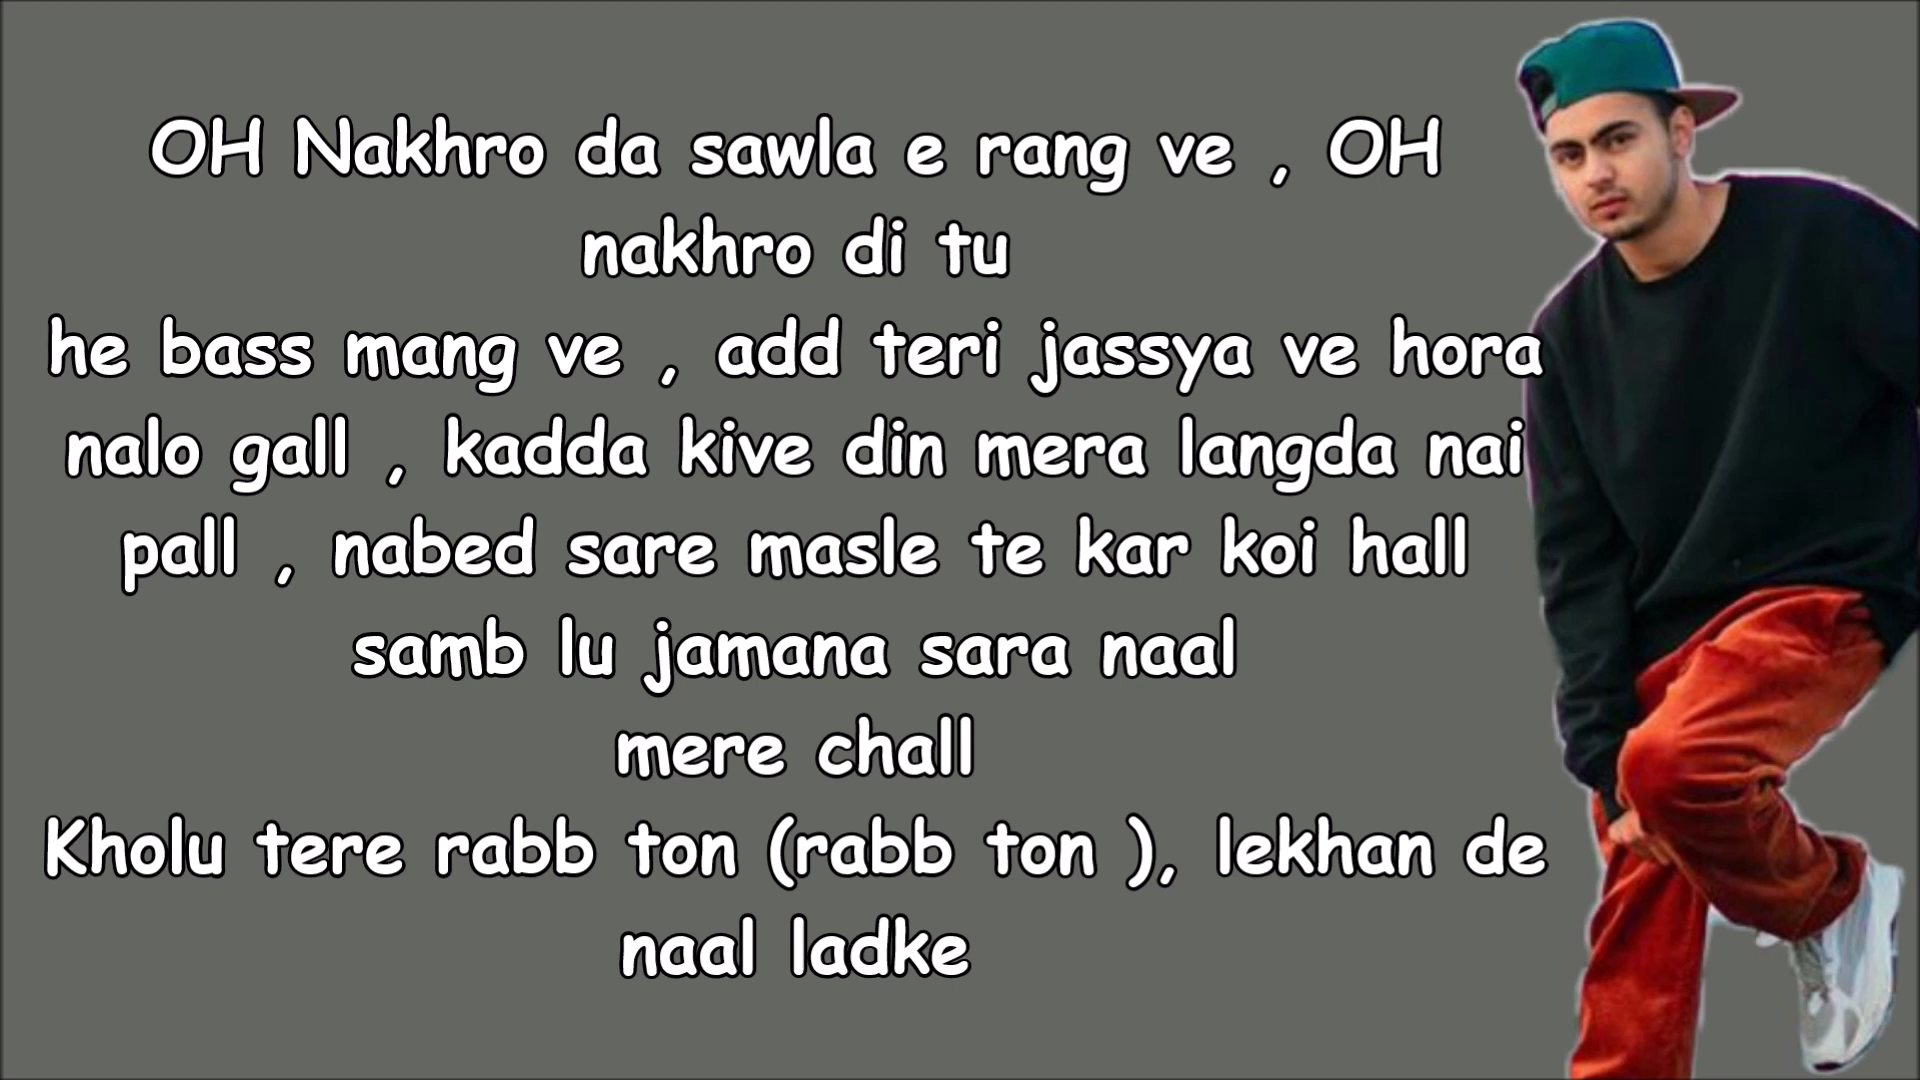 OH Nakhro da sawla e rang ve , OH
nakhro di tu
he bass mang ve , add teri jassya ve hora
nalo gall , kadda kive din mera langda nai
pall , nabed sare masle te kar koi hall
samb lu jamana sara naal
mere chall
Kholu tere rabb ton (rabb ton ), lekhan de
naal ladke